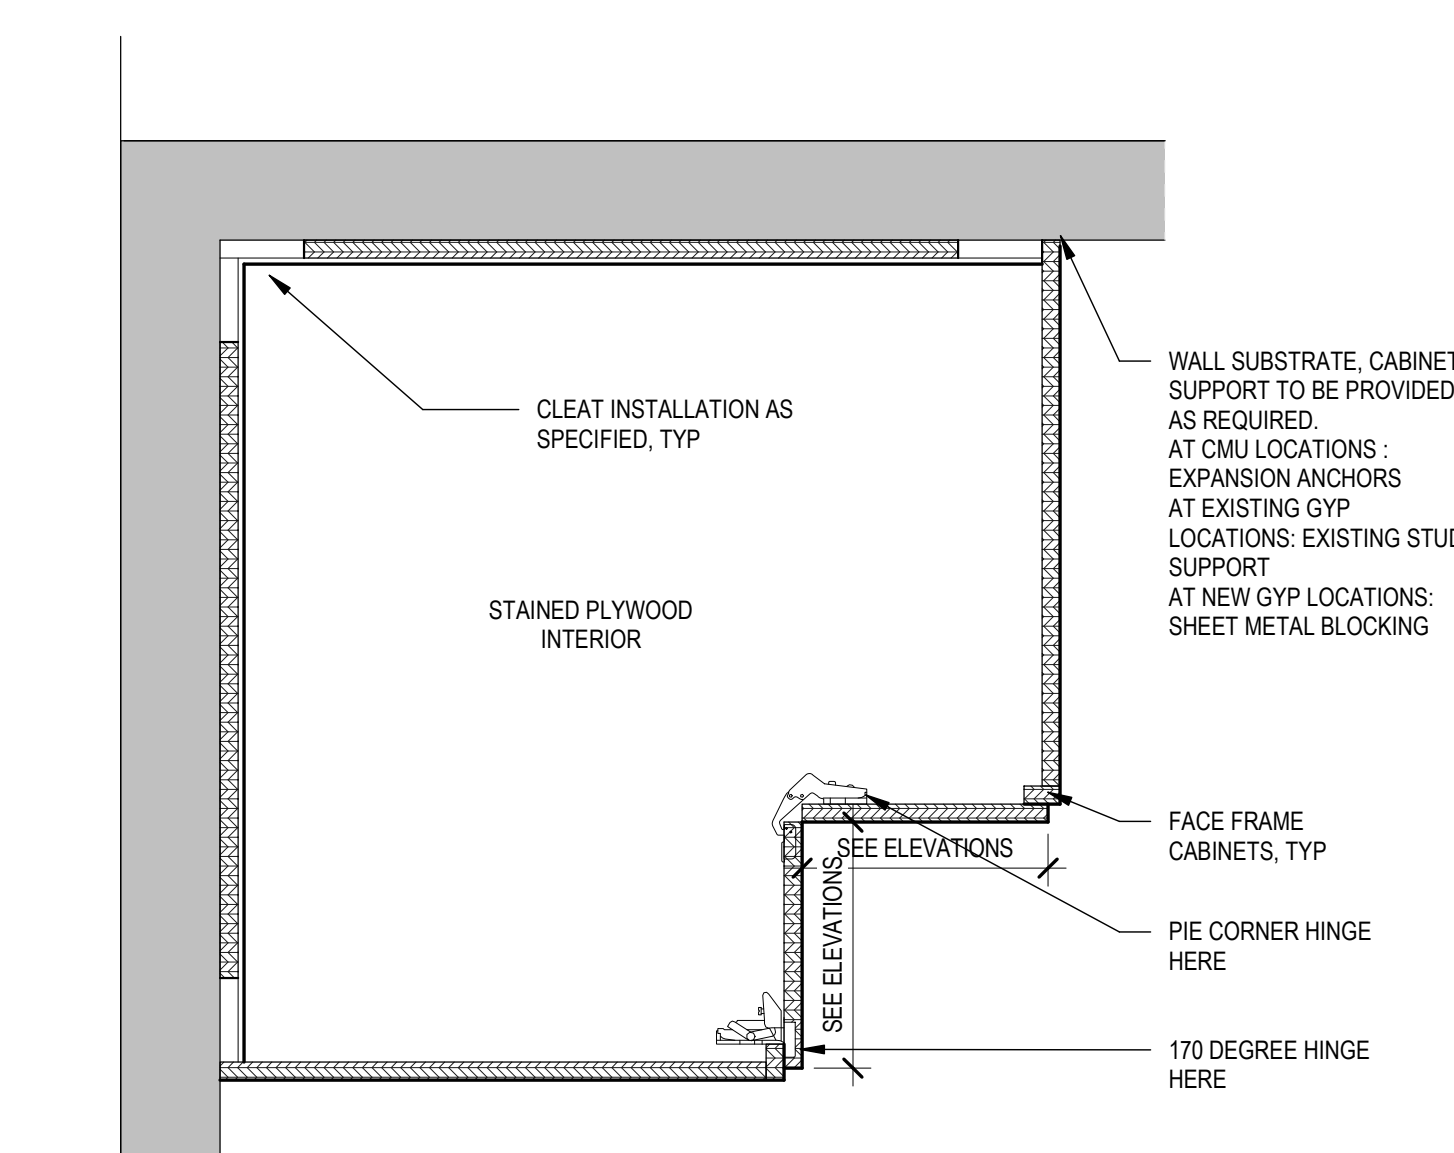 CLEAT INSTALLATION AS
SPECIFIED, TYP
STAINED PLYWOOD
INTERIOR
WALL SUBSTRATE, CABINET
SUPPORT TO BE PROVIDED
AS REQUIRED.
AT CMU LOCATIONS :
EXPANSION ANCHORS
AT EXISTING GYP
LOCATIONS: EXISTING STUD
SUPPORT
AT NEW GYP LOCATIONS:
SHEET METAL BLOCKING
FACE FRAME
CABINETS, TYP
SEE ELEVATIONS
SEE ELEVATIONS
PIE CORNER HINGE
HERE
170 DEGREE HINGE
HERE